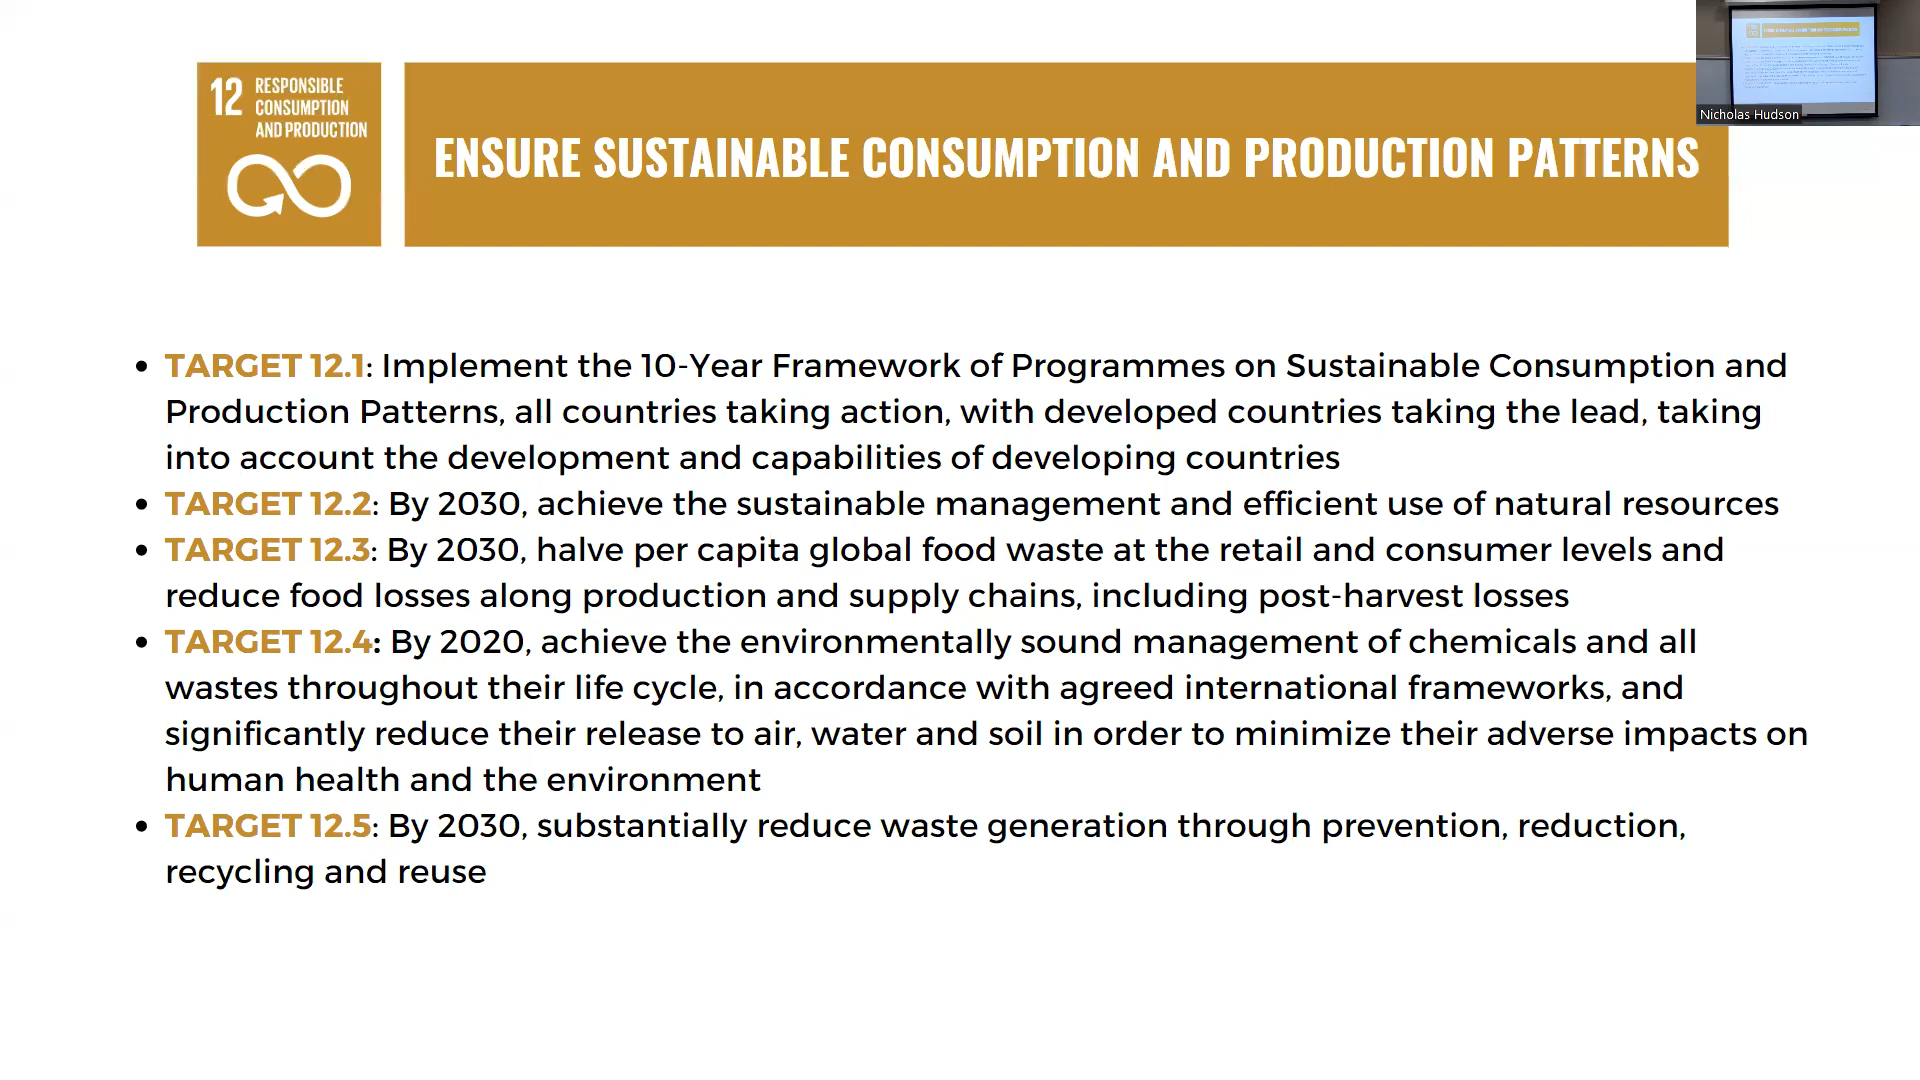 12 RESPONSIBLE
CONSUMPTION
AND PRODUCTION
ENSURE SUSTAINABLE CONSUMPTION AND PRODUCTION PATTERNS
Nicholas Hudson
• TARGET 12.1: Implement the 10-Year Framework of Programmes on Sustainable Consumption and
Production Patterns, all countries taking action, with developed countries taking the lead, taking
into account the development and capabilities of developing countries
• TARGET 12.2: By 2030, achieve the sustainable management and efficient use of natural resources
• TARGET 12.3: By 2030, halve per capita global food waste at the retail and consumer levels and
reduce food losses along production and supply chains, including post-harvest losses
• TARGET 12.4: By 2020, achieve the environmentally sound management of chemicals and all
wastes throughout their life cycle, in accordance with agreed international frameworks, and
significantly reduce their release to air, water and soil in order to minimize their adverse impacts on
human health and the environment
• TARGET 12.5: By 2030, substantially reduce waste generation through prevention, reduction,
recycling and reuse